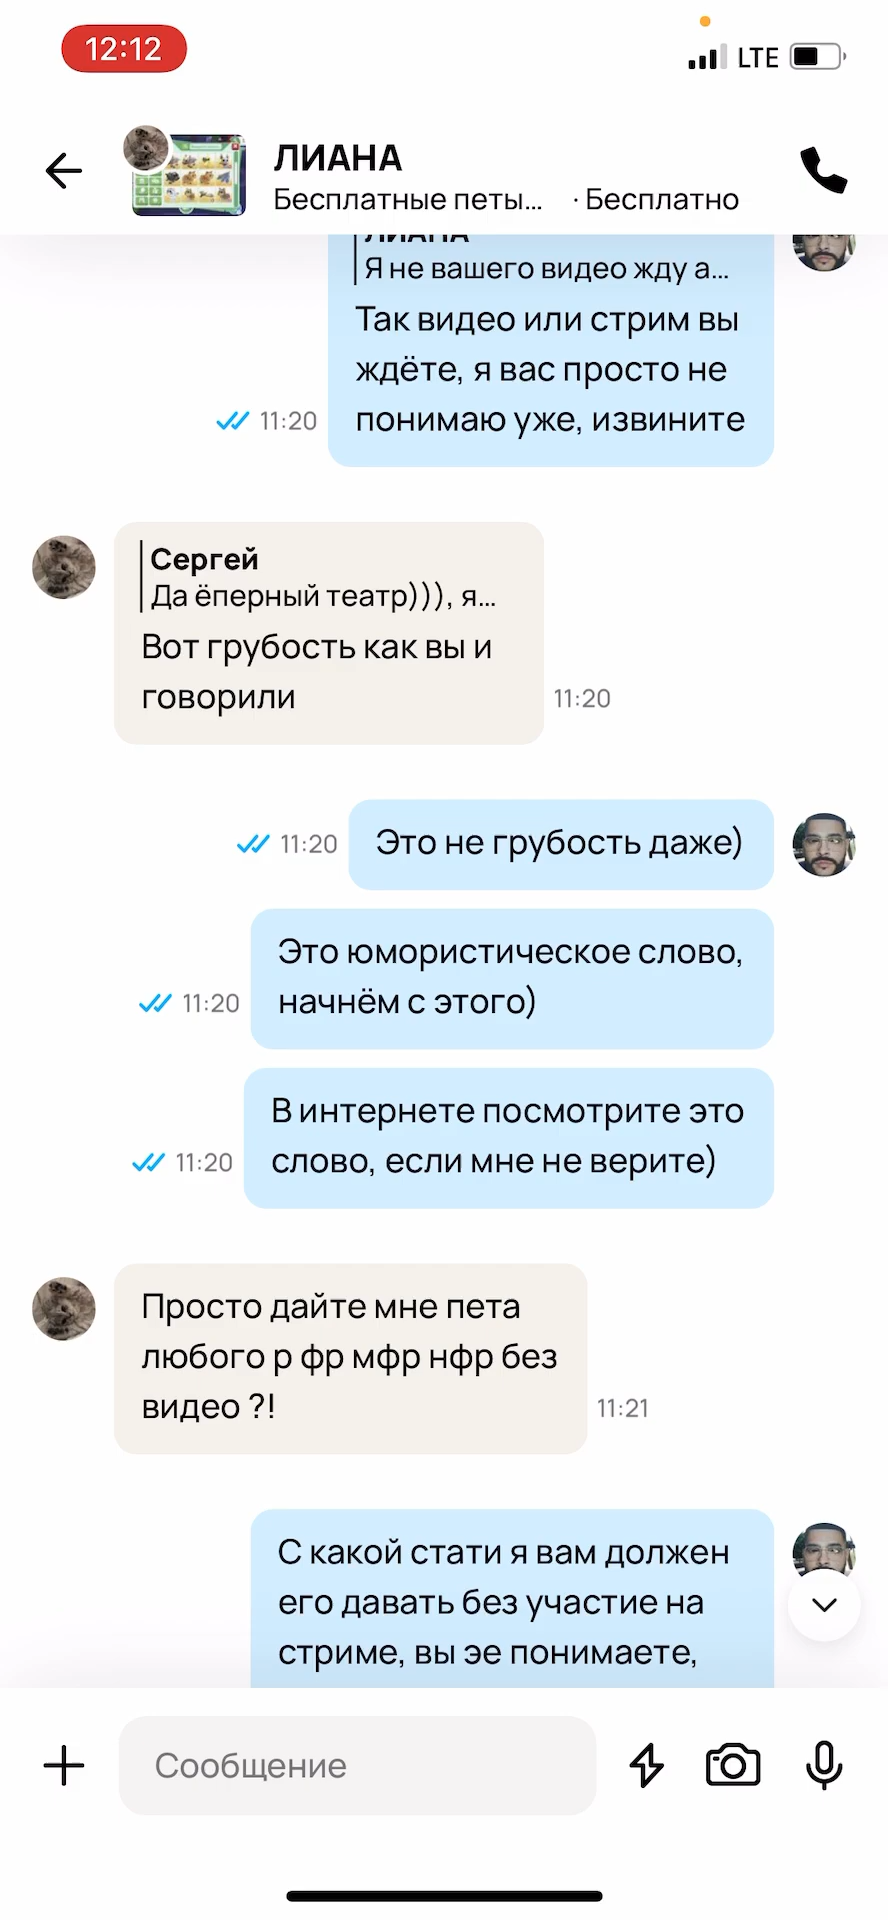 12:12
LTE
ЛИАНА
Бесплатные петы... · Бесплатно
ЛИАНА
Я не вашего видео жду а...
Так видео или стрим вы
ждёте, я вас просто не
понимаю уже, извините
11:20
Сергей
Да ёперный театр))), я...
Вот грубость как вы и
говорили
11:20
Это не грубость даже)
11:20
Это юмористическое слово,
начнём с этого)
11:20
В интернете посмотрите это
слово, если мне не верите)
11:20
Просто дайте мне пета
любого р фр мфр нфр без
видео ?!
11:21
С какой стати я вам должен
его давать без участие на
стриме, вы эе понимаете,
Сообщение